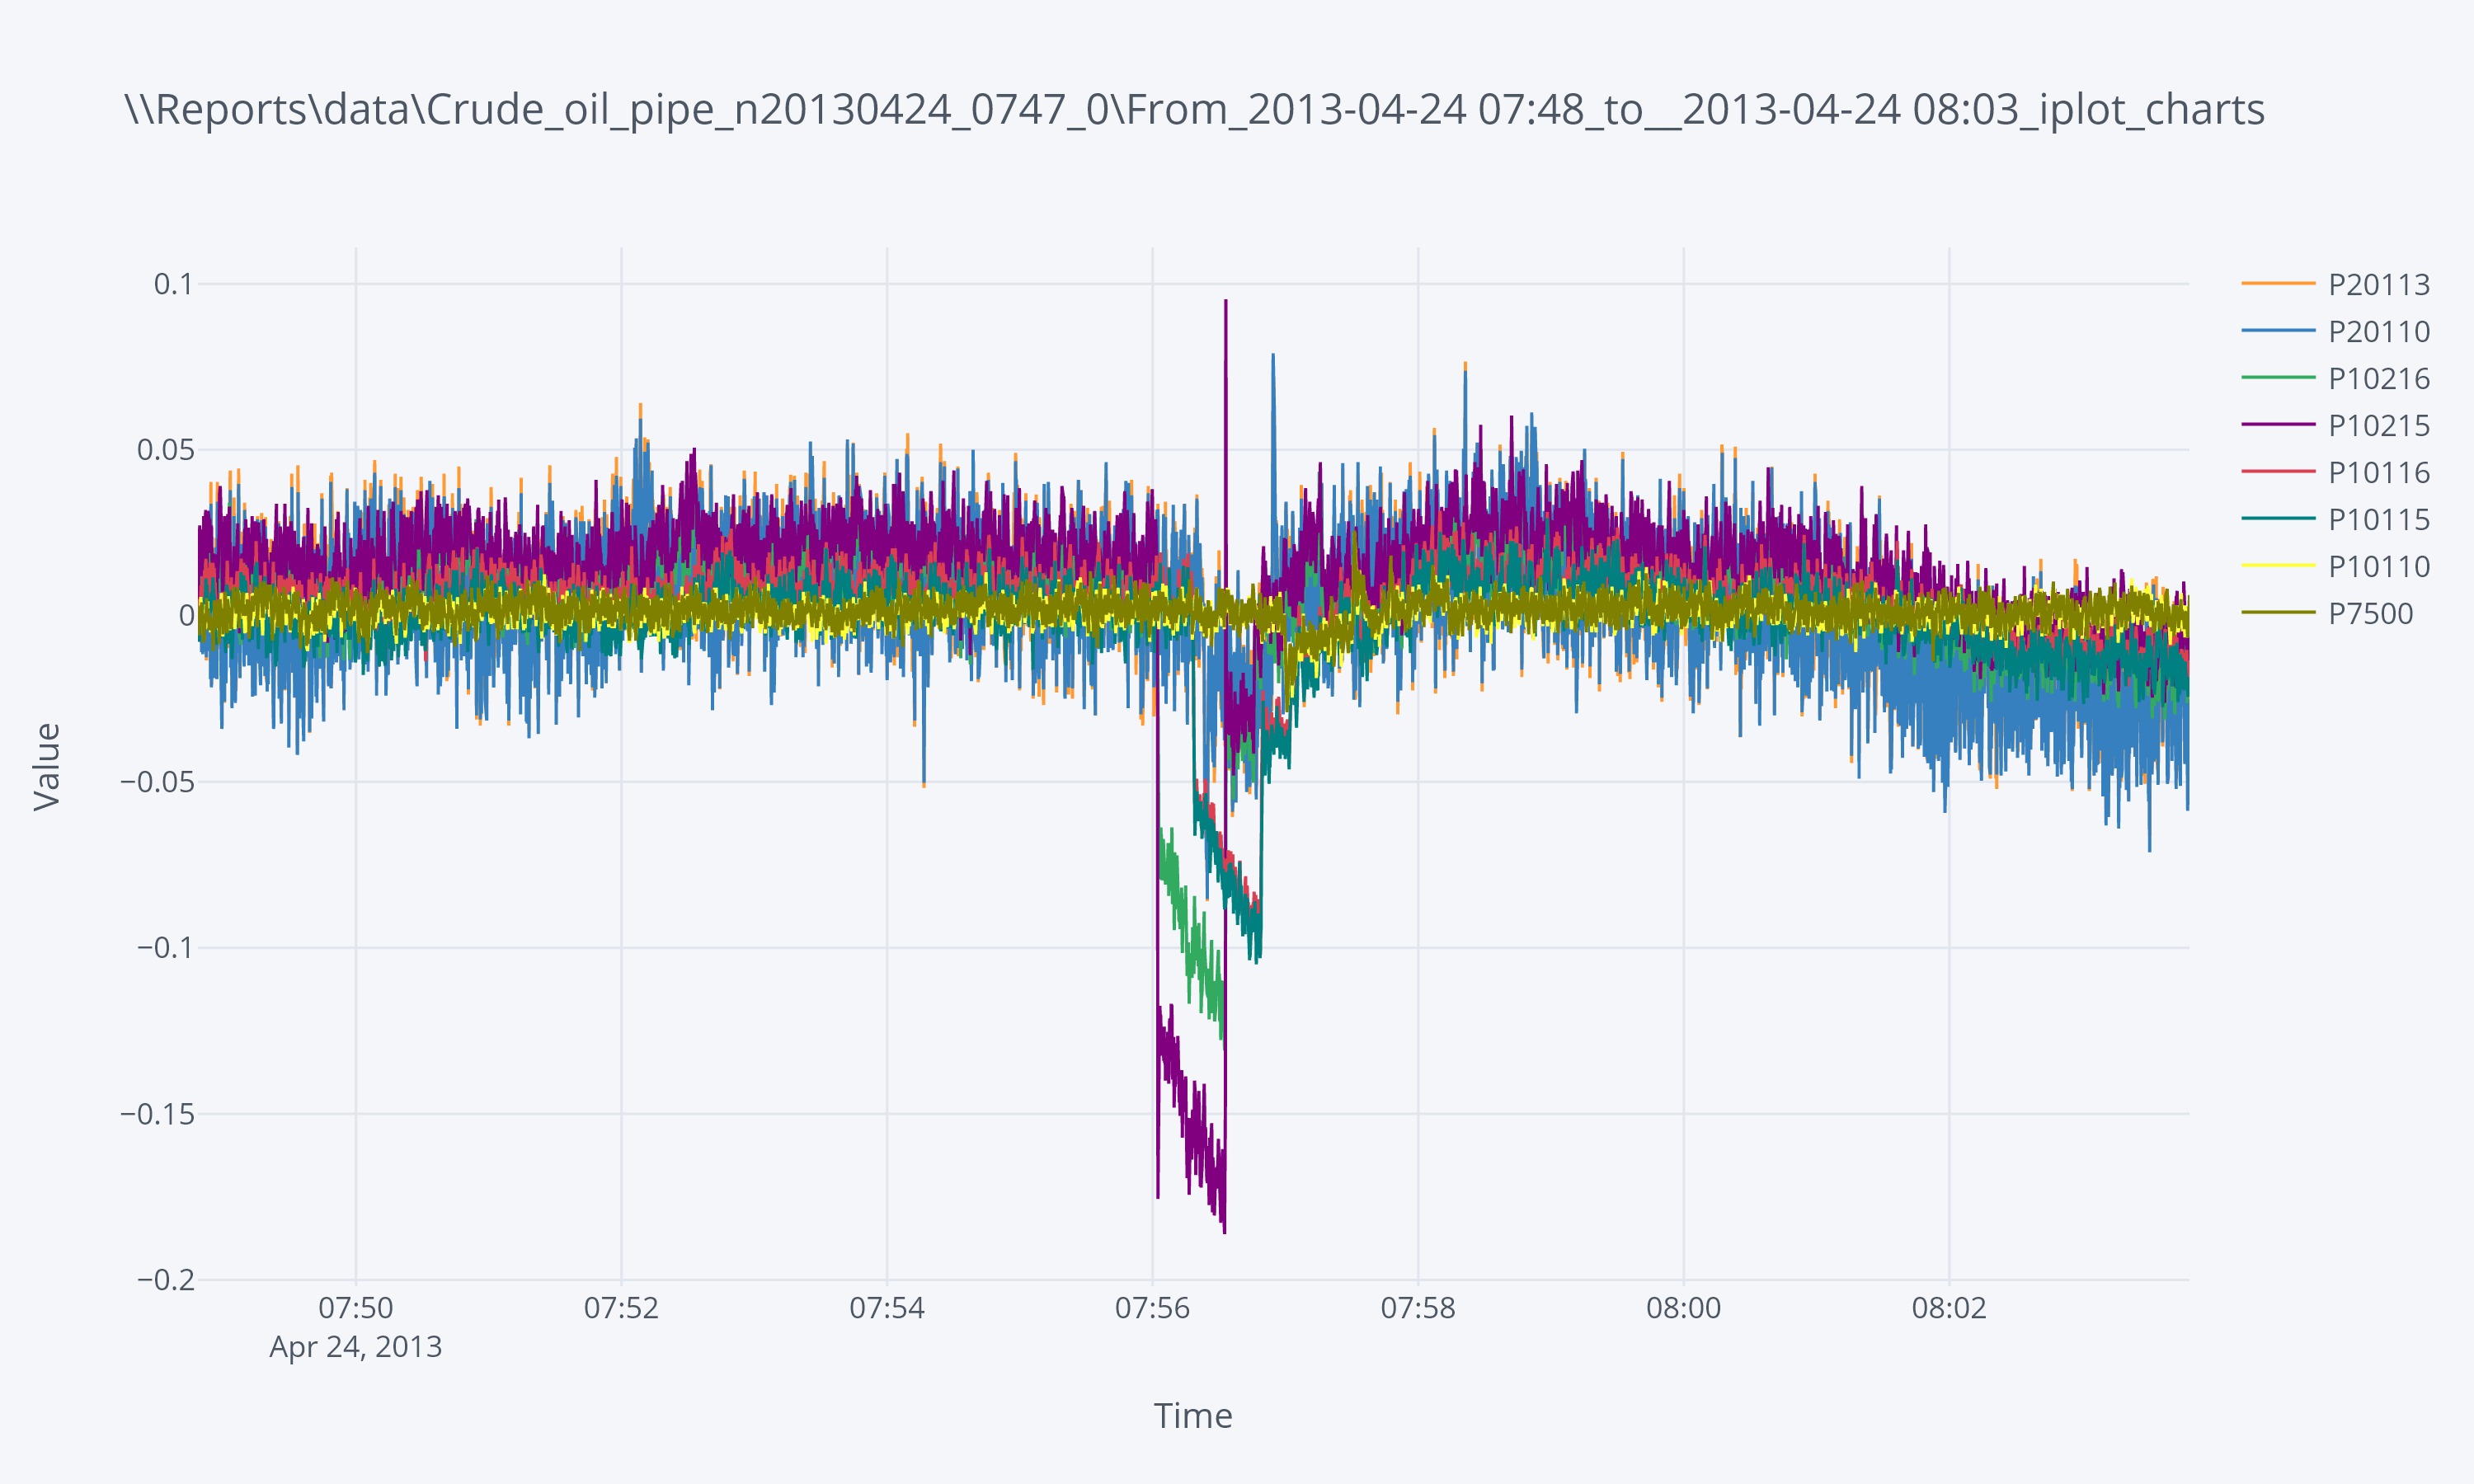 \\Reports\data\Crude_oil_pipe_n20130424_0747_0\From_2013-04-24 07:48_to__2013-04-24 08:03_iplot_charts
0.1
0.05
0
−0.05
−0.1
−0.15
−0.2
Value
07:50
Apr 24, 2013
07:52
07:54
07:56
07:58
08:00
08:02
Time
P20113
P20110
P10216
P10215
P10116
P10115
P10110
P7500